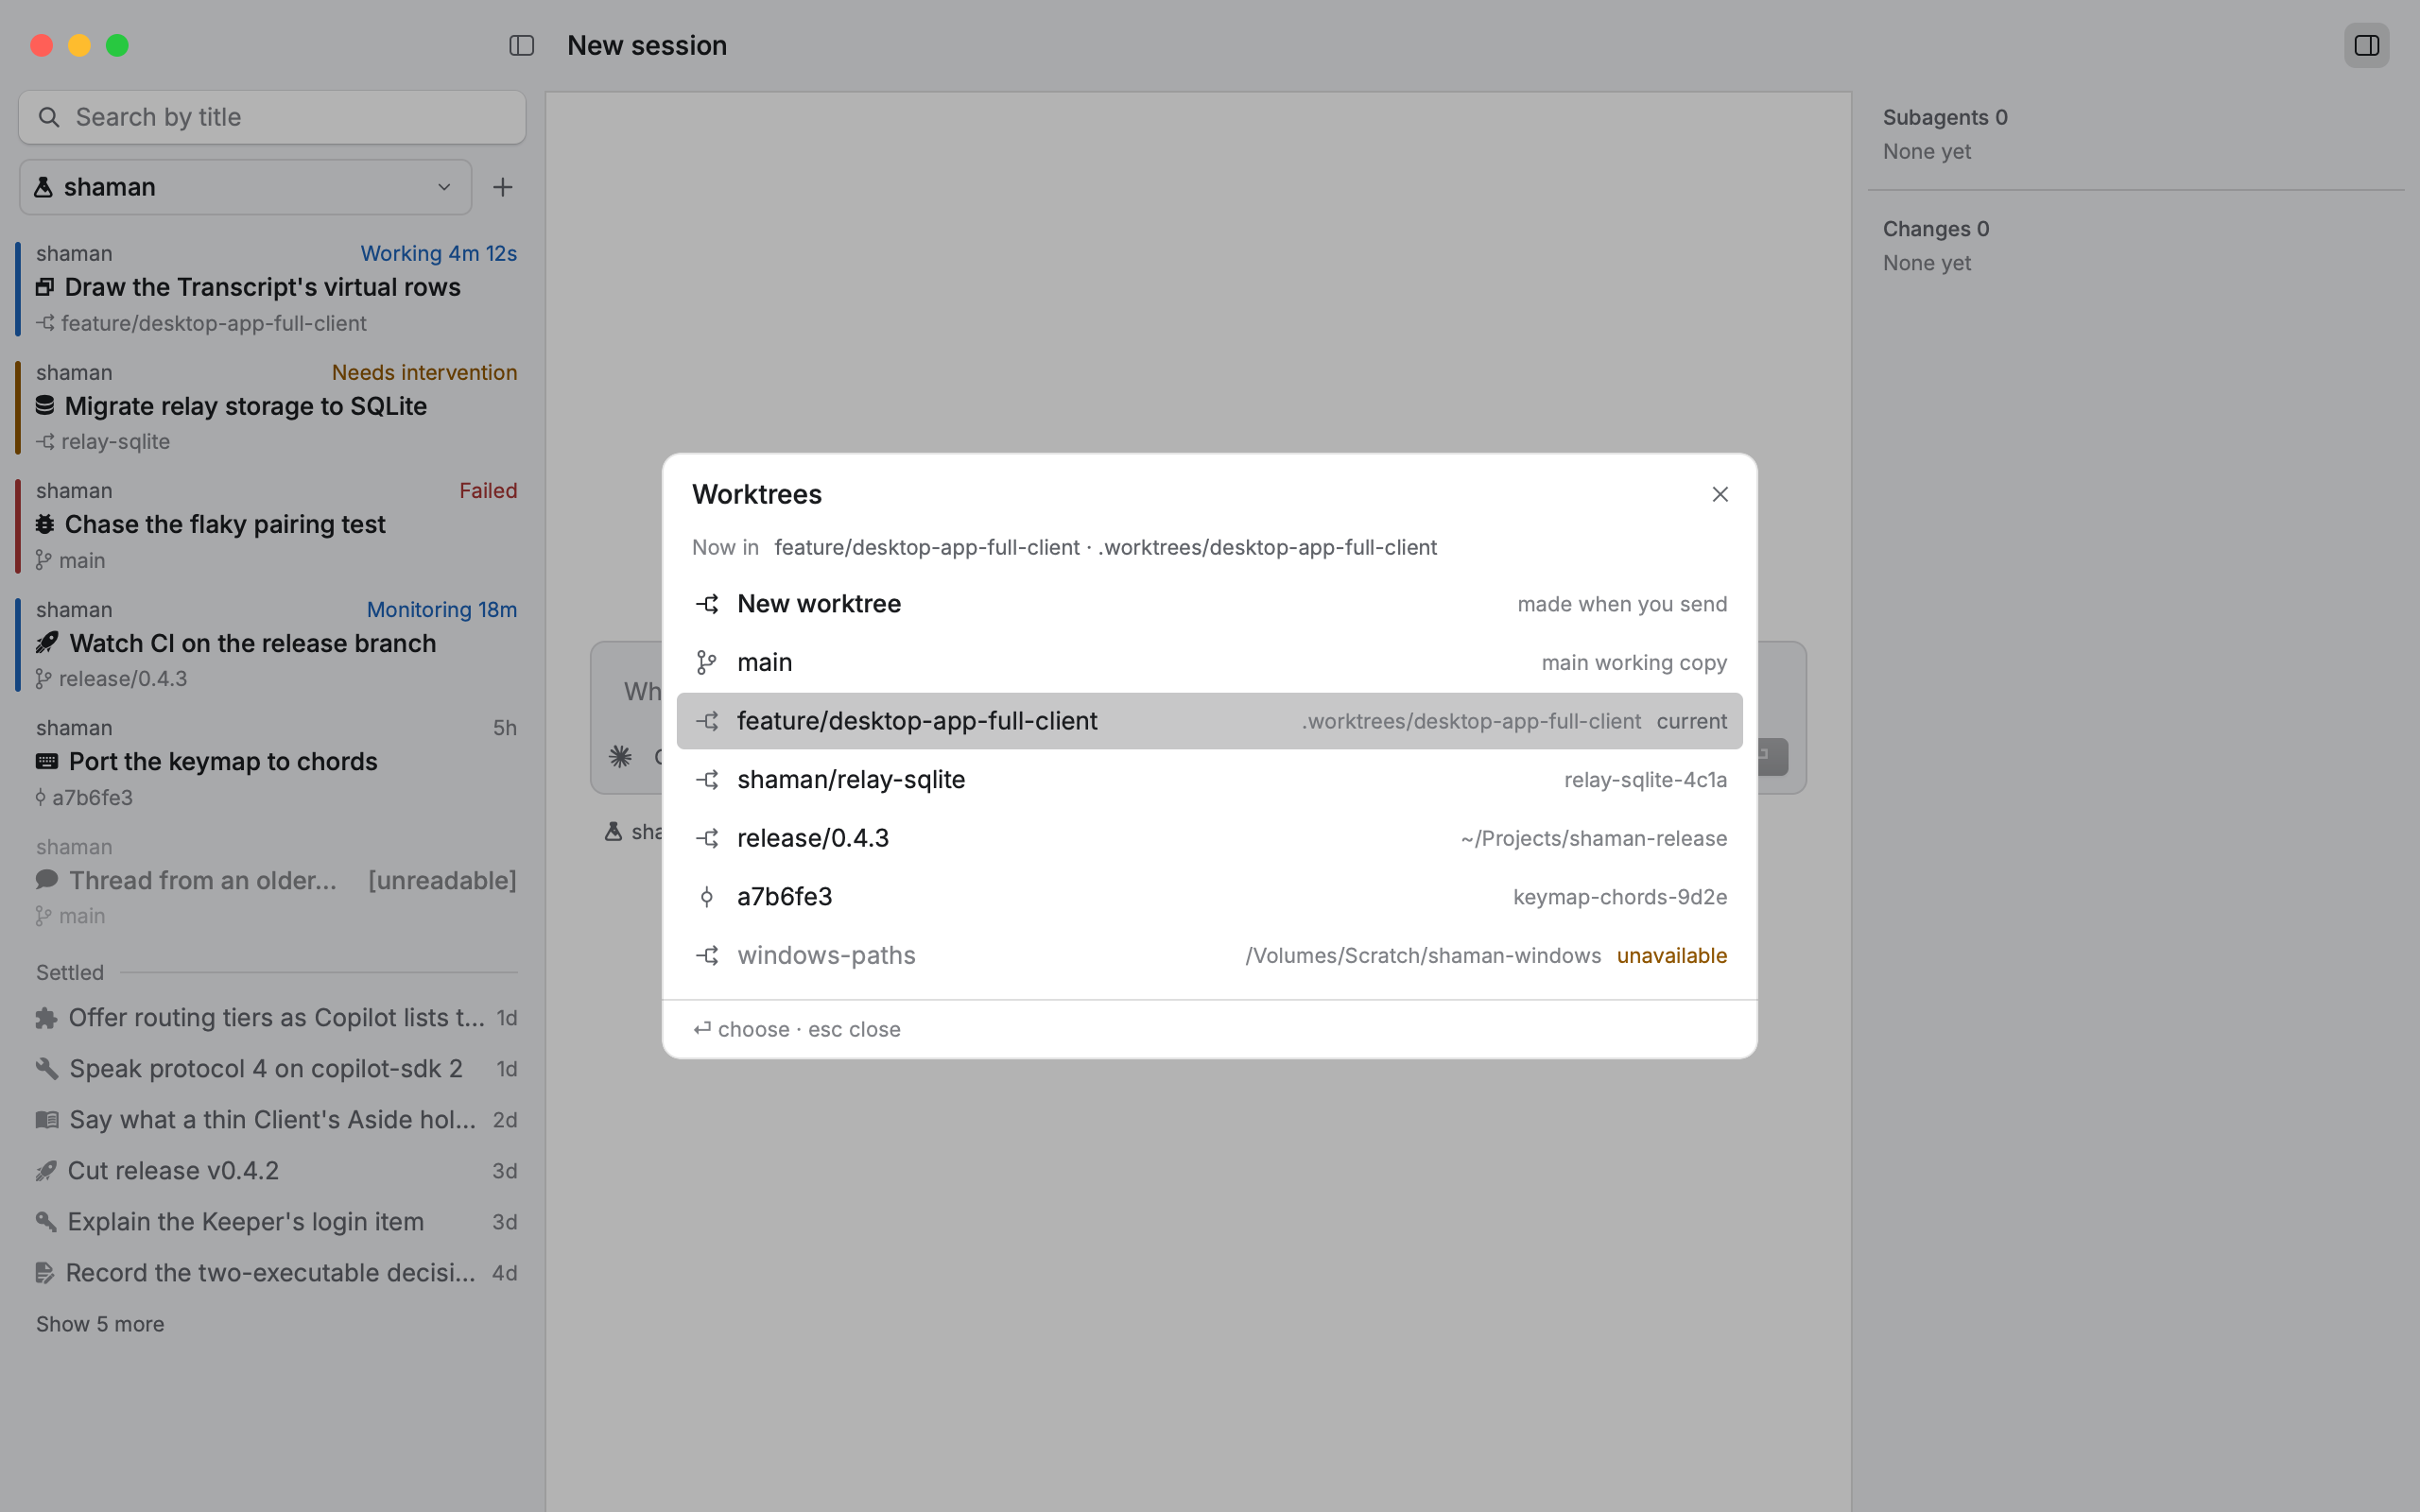 New session
Search by title
shaman
shaman Working 4m 12s
Draw the Transcript's virtual rows
feature/desktop-app-full-client
shaman Needs intervention
Migrate relay storage to SQLite
relay-sqlite
shaman Failed
Chase the flaky pairing test
main
shaman Monitoring 18m
Watch CI on the release branch
release/0.4.3
shaman 5h
Port the keymap to chords
a7b6fe3
shaman
Thread from an older... [unreadable]
main
Settled
Offer routing tiers as Copilot lists t... 1d
Speak protocol 4 on copilot-sdk 2 1d
Say what a thin Client's Aside hol... 2d
Cut release v0.4.2 3d
Explain the Keeper's login item 3d
Record the two-executable decisi... 4d
Show 5 more
Worktrees
Now in feature/desktop-app-full-client · .worktrees/desktop-app-full-client
New worktree made when you send
main main working copy
feature/desktop-app-full-client .worktrees/desktop-app-full-client current
shaman/relay-sqlite relay-sqlite-4c1a
release/0.4.3 ~/Projects/shaman-release
a7b6fe3 keymap-chords-9d2e
windows-paths /Volumes/Scratch/shaman-windows unavailable
↵ choose · esc close
Subagents 0
None yet
Changes 0
None yet